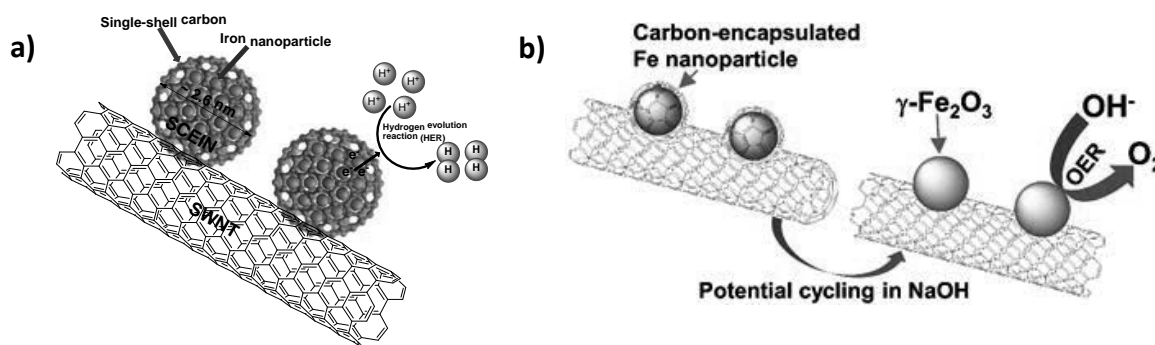 a)
Single-shell carbon
Iron nanoparticle
~ 2.6 nm
SCEIN
SWNT
H⁺
H⁺
H⁺
H⁺
Hydrogen evolution
reaction (HER)
e⁻
e⁻
e⁻
H H
H H
b)
Carbon-encapsulated
Fe nanoparticle
γ-Fe₂O₃
OH⁻
OER
O₂
Potential cycling in NaOH